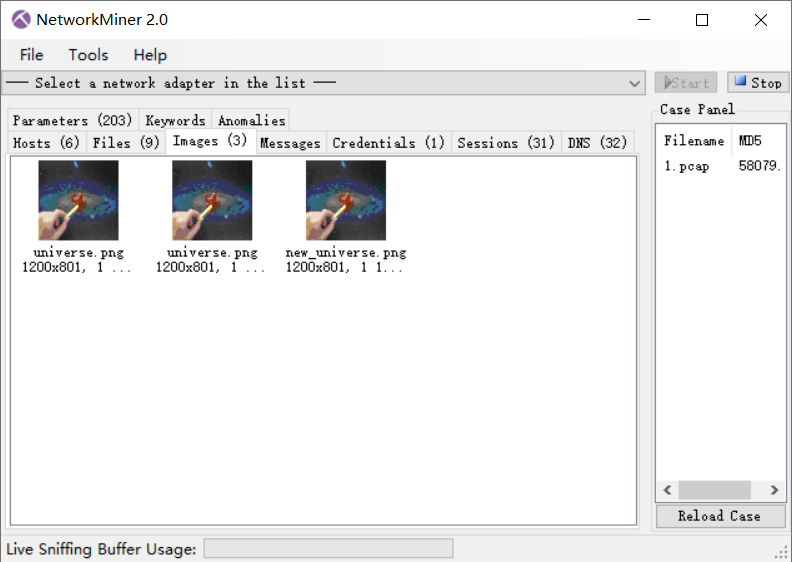 NetworkMiner 2.0
File Tools Help
── Select a network adapter in the list ──
Start
Stop
Parameters (203) Keywords Anomalies
Hosts (6) Files (9) Images (3) Messages Credentials (1) Sessions (31) DNS (32)
universe.png
1200x801, 1 ...
universe.png
1200x801, 1 ...
new_universe.png
1200x801, 1 1...
Case Panel
Filename MD5
1.pcap 58079.
Reload Case
Live Sniffing Buffer Usage: